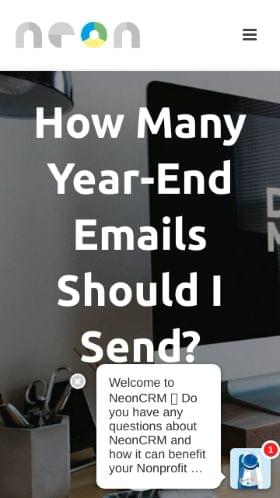 neon
How Many
Year-End
Emails
Should I
Send?
Welcome to
NeonCRM ▯ Do
you have any
questions about
NeonCRM and
how it can benefit
your Nonprofit ...
1